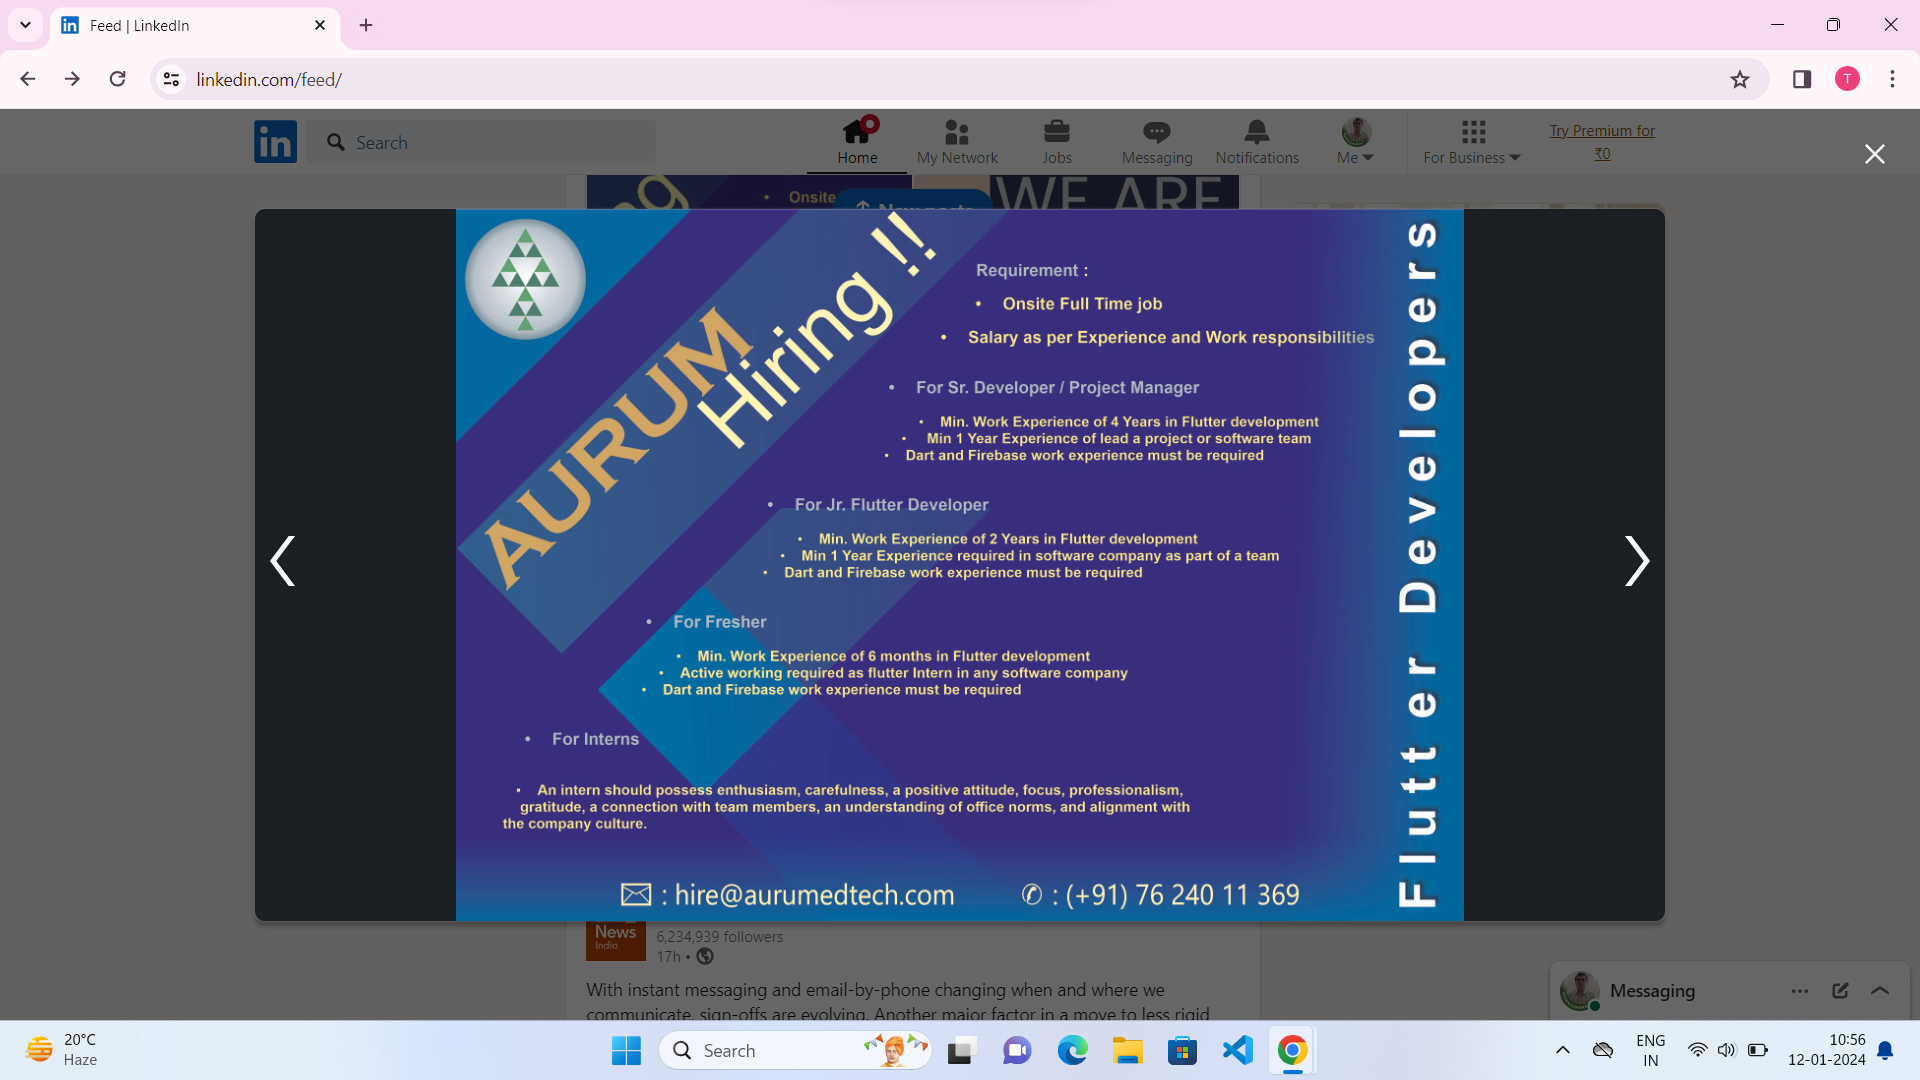 Feed | LinkedIn
linkedin.com/feed/
T
in
Search
Home
My Network
Jobs
Messaging
Notifications
Me
For Business
Try Premium for
₹0
• Onsite
WE ARE
New posts
AURUM
Hiring !!
Requirement :
• Onsite Full Time job
• Salary as per Experience and Work responsibilities
• For Sr. Developer / Project Manager
• Min. Work Experience of 4 Years in Flutter development
• Min 1 Year Experience of lead a project or software team
• Dart and Firebase work experience must be required
• For Jr. Flutter Developer
• Min. Work Experience of 2 Years in Flutter development
• Min 1 Year Experience required in software company as part of a team
• Dart and Firebase work experience must be required
• For Fresher
• Min. Work Experience of 6 months in Flutter development
• Active working required as flutter Intern in any software company
• Dart and Firebase work experience must be required
• For Interns
• An intern should possess enthusiasm, carefulness, a positive attitude, focus, professionalism,
gratitude, a connection with team members, an understanding of office norms, and alignment with
the company culture.
: hire@aurumedtech.com
: (+91) 76 240 11 369
Flutter Developers
News
India
6,234,939 followers
17h •
With instant messaging and email-by-phone changing when and where we
communicate, sign-offs are evolving. Another major factor in a move to less rigid
Messaging
20°C
Haze
Search
ENG
IN
10:56
12-01-2024